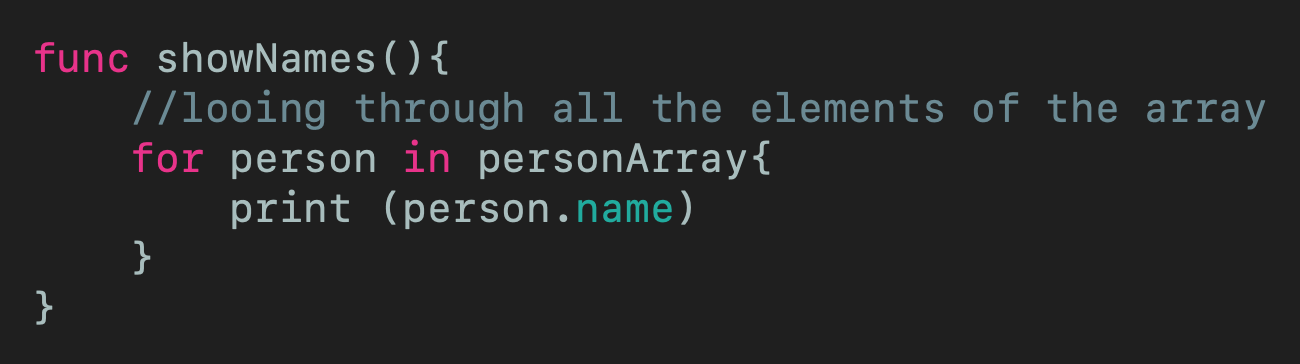 func showNames(){
//looing through all the elements of the array
for person in personArray{
print (person.name)
}
}